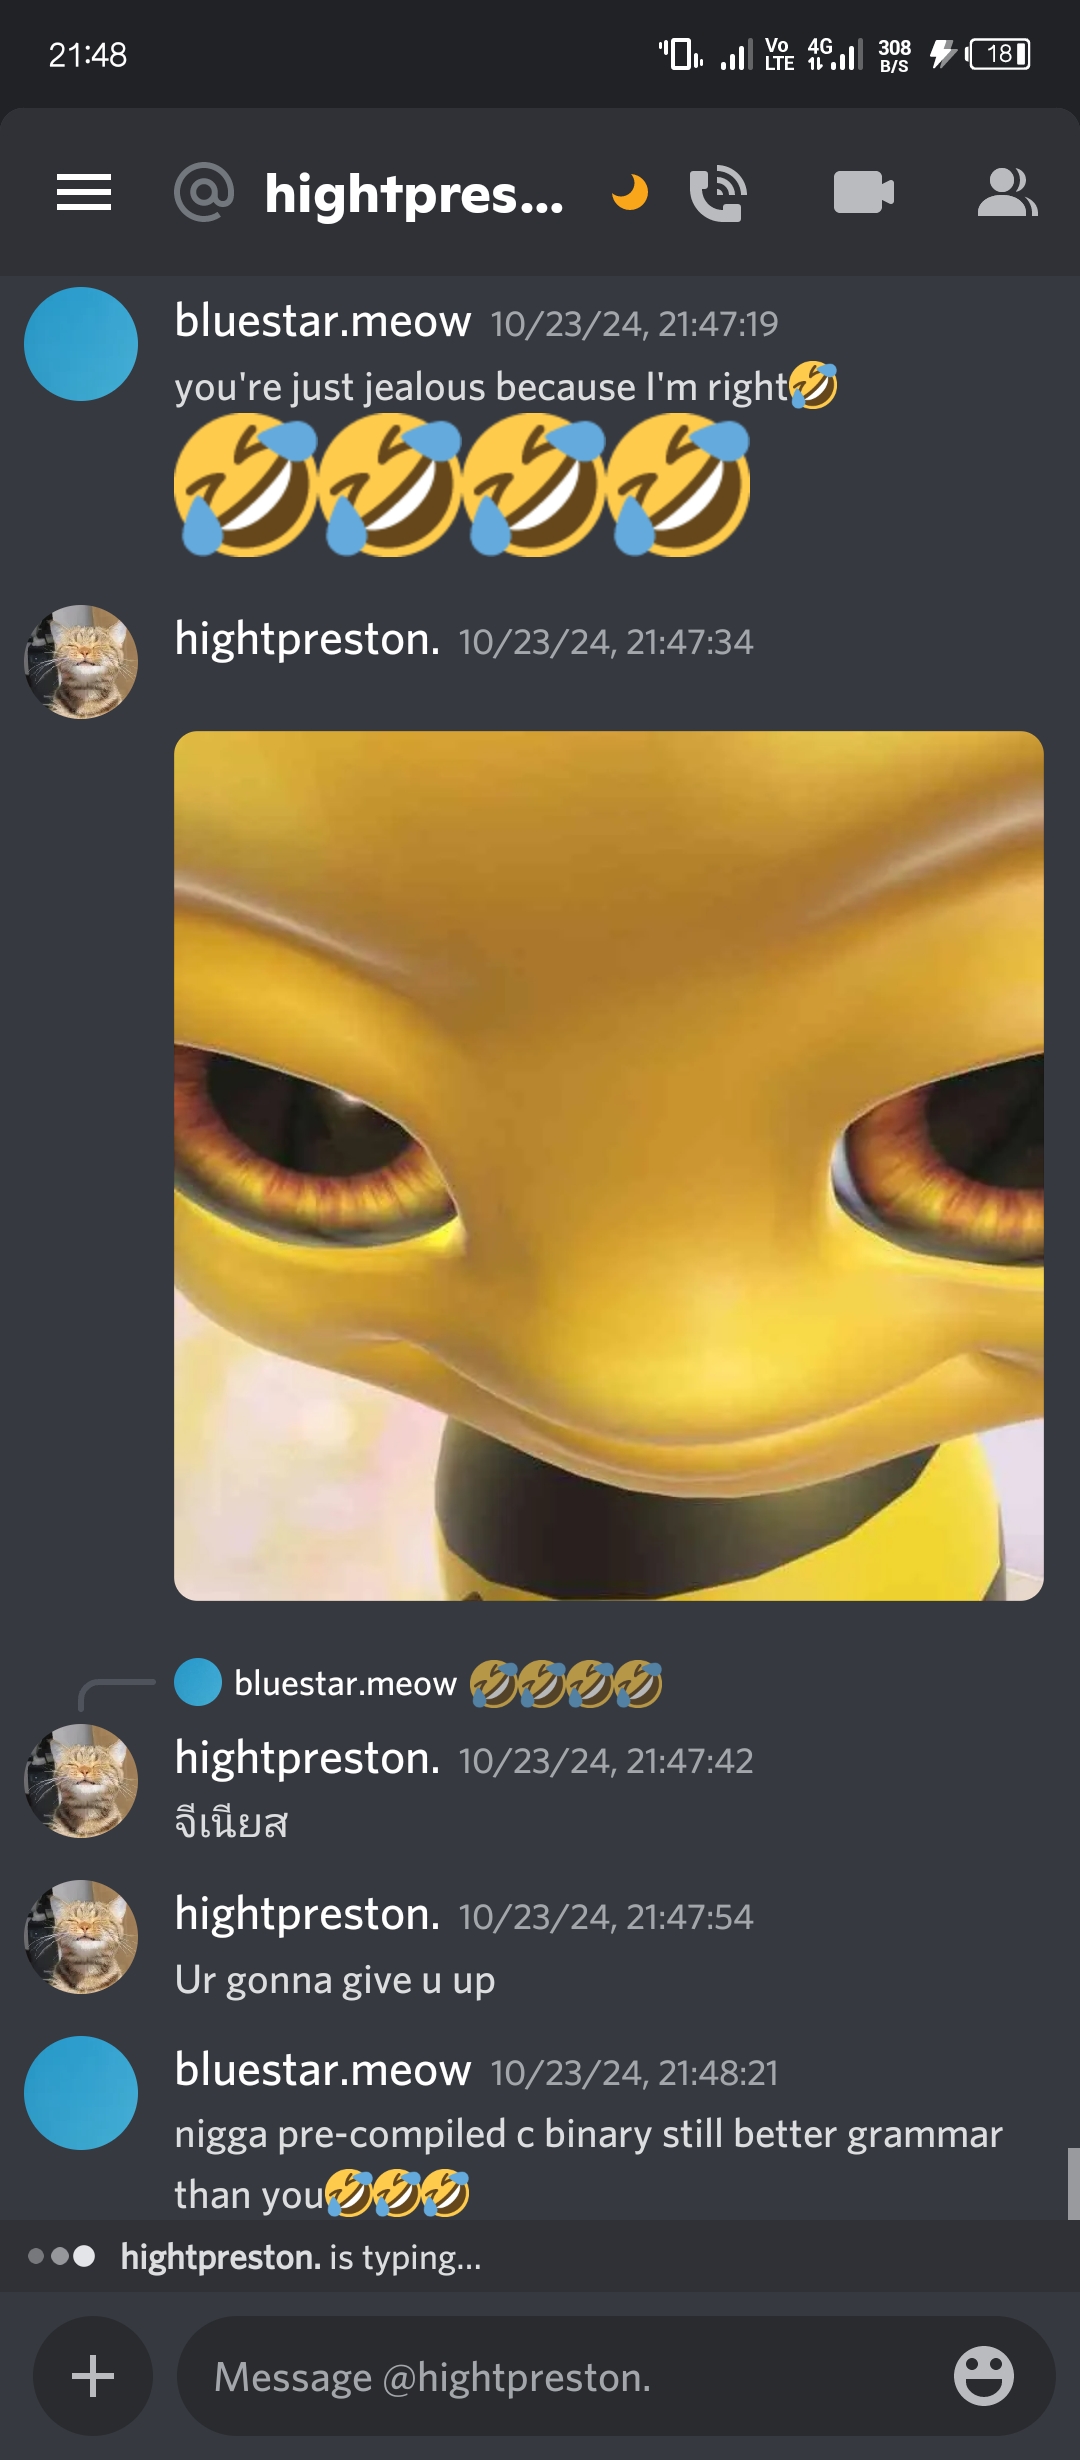 21:48
Vo
LTE
4G
308
B/S
18
hightpres...
bluestar.meow 10/23/24, 21:47:19
you're just jealous because I'm right🤣
🤣🤣🤣🤣
hightpreston. 10/23/24, 21:47:34
bluestar.meow 🤣🤣🤣🤣
hightpreston. 10/23/24, 21:47:42
จีเนียส
hightpreston. 10/23/24, 21:47:54
Ur gonna give u up
bluestar.meow 10/23/24, 21:48:21
nigga pre-compiled c binary still better grammar
than you🤣🤣🤣
hightpreston. is typing...
Message @hightpreston.